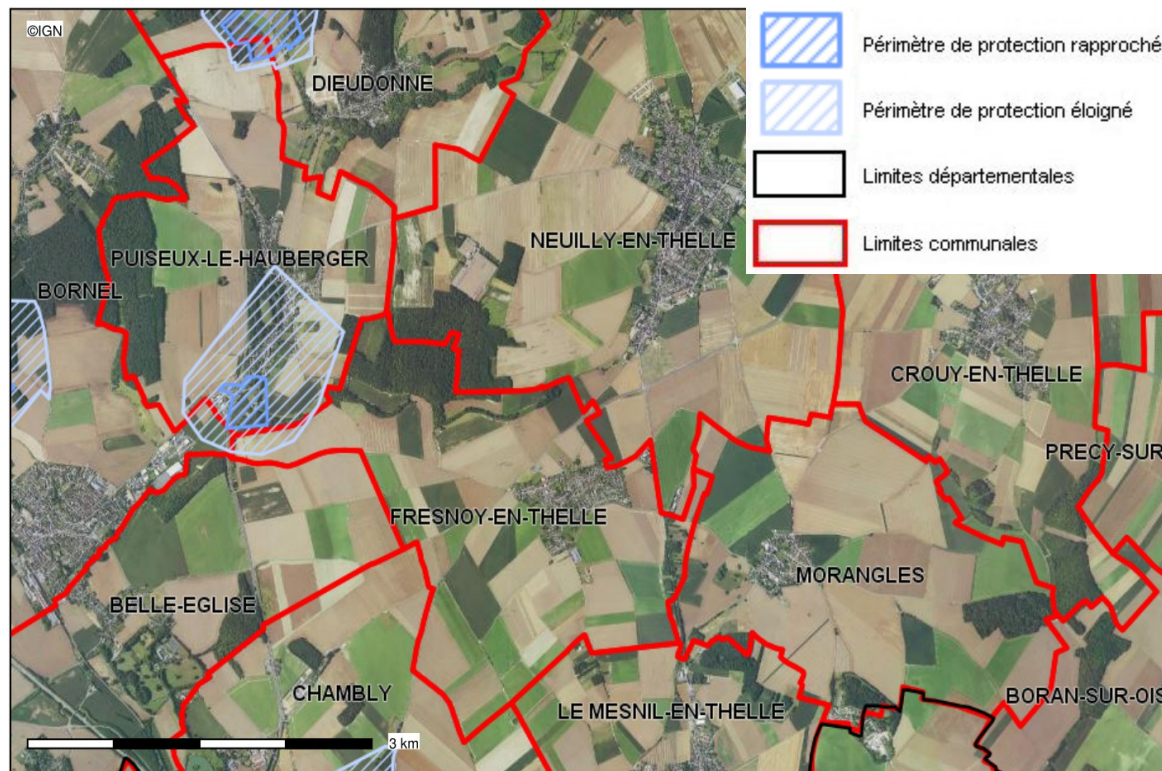 ©IGN
Périmètre de protection rapproché
Périmètre de protection éloigné
Limites départementales
Limites communales
DIEUDONNE
NEUILLY-EN-THELLE
PUISEUX-LE-HAUBERGER
BORNEL
CROUY-EN-THELLE
PRECY-SUR
FRESNOY-EN-THELLE
MORANGLES
BELLE-EGLISE
CHAMBLY
LE MESNIL-EN-THELLE
BORAN-SUR-OIS
3 km